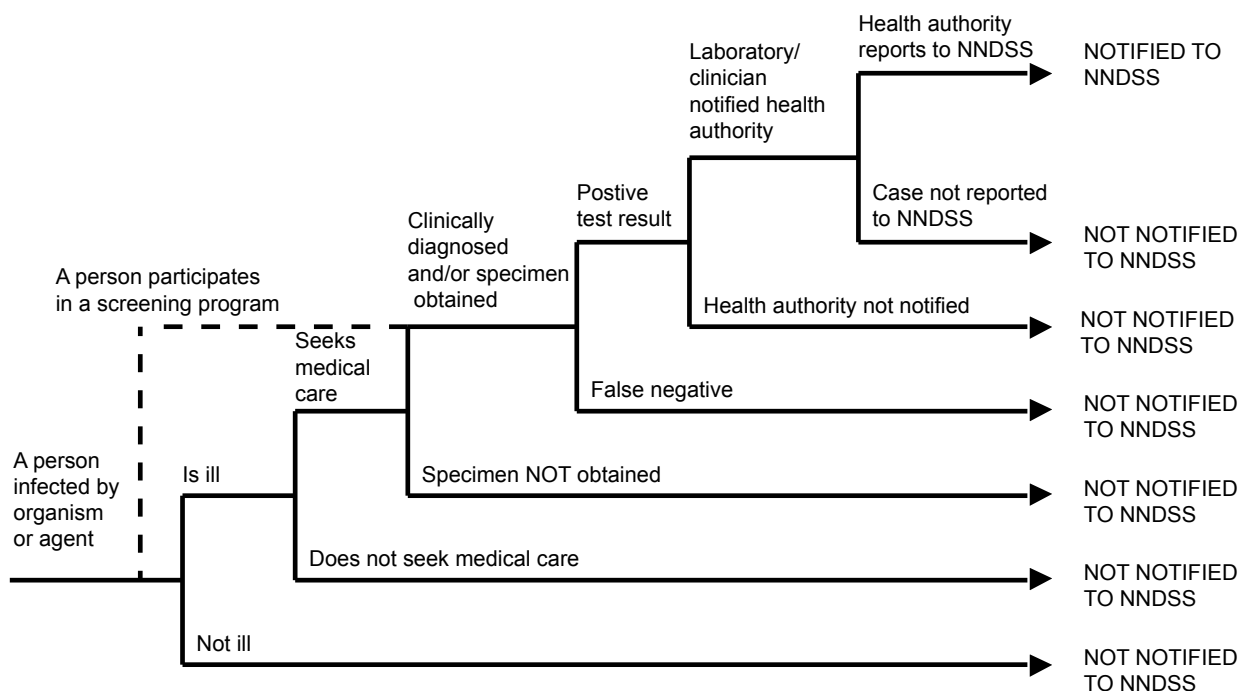 Health authority
reports to NNDSS
NOTIFIED TO
NNDSS
Laboratory/
clinician
notified health
authority
Case not reported
to NNDSS
NOT NOTIFIED
TO NNDSS
Postive
test result
Health authority not notified
NOT NOTIFIED
TO NNDSS
Clinically
diagnosed
and/or specimen
obtained
False negative
NOT NOTIFIED
TO NNDSS
A person participates
in a screening program
Seeks
medical
care
Specimen NOT obtained
NOT NOTIFIED
TO NNDSS
A person
infected by
organism
or agent
Is ill
Does not seek medical care
NOT NOTIFIED
TO NNDSS
Not ill
NOT NOTIFIED
TO NNDSS